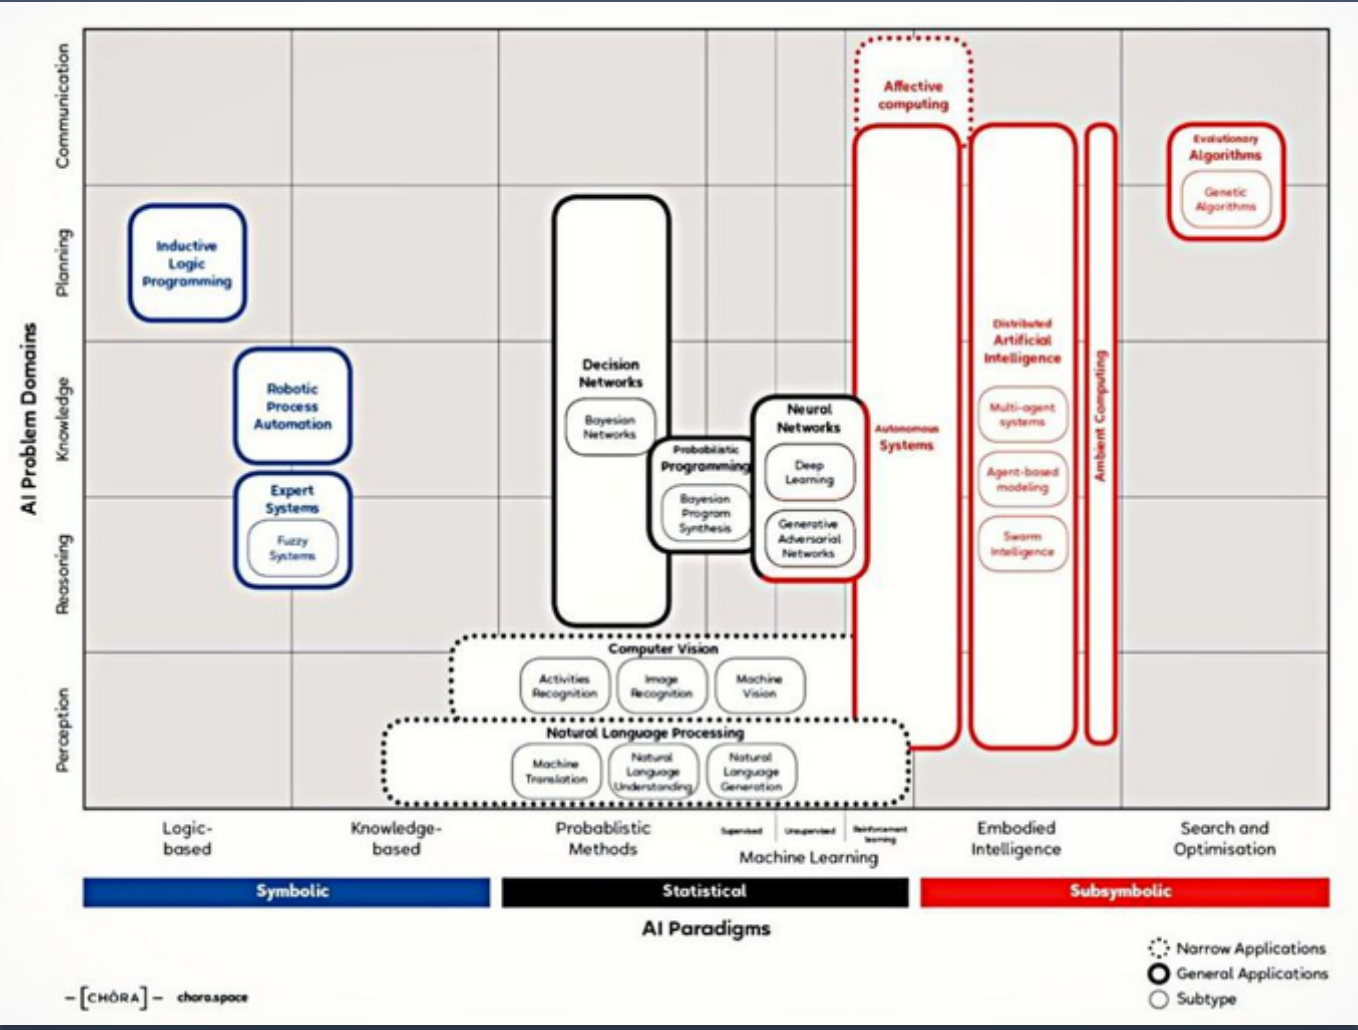 AI Problem Domains
Communication
Planning
Knowledge
Reasoning
Perception
Affective
computing
Evolutionary
Algorithms
Genetic
Algorithms
Inductive
Logic
Programming
Robotic
Process
Automation
Expert
Systems
Fuzzy
Systems
Decision
Networks
Bayesian
Networks
Probabilistic
Programming
Bayesian
Program
Synthesis
Neural
Networks
Deep
Learning
Generative
Adversarial
Networks
Autonomous
Systems
Distributed
Artificial
Intelligence
Multi-agent
systems
Agent-based
modeling
Swarm
Intelligence
Ambient Computing
Computer Vision
Activities
Recognition
Image
Recognition
Machine
Vision
Natural Language Processing
Machine
Translation
Natural
Language
Understanding
Natural
Language
Generation
Logic-
based
Knowledge-
based
Probablistic
Methods
Supervised
Unsupervised
Reinforcement
learning
Machine Learning
Embodied
Intelligence
Search and
Optimisation
Symbolic
Statistical
Subsymbolic
AI Paradigms
Narrow Applications
General Applications
Subtype
–[CHÔRA]– chora.space